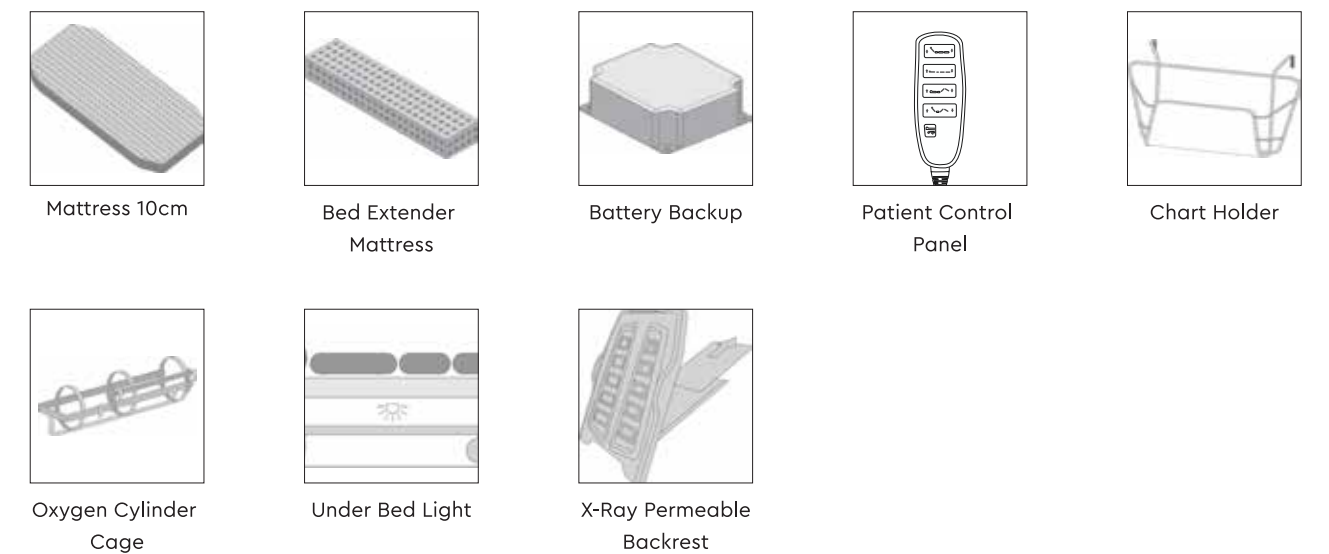 Mattress 10cm
Bed Extender
Mattress
Battery Backup
Patient Control
Panel
Chart Holder
Oxygen Cylinder
Cage
Under Bed Light
X-Ray Permeable
Backrest